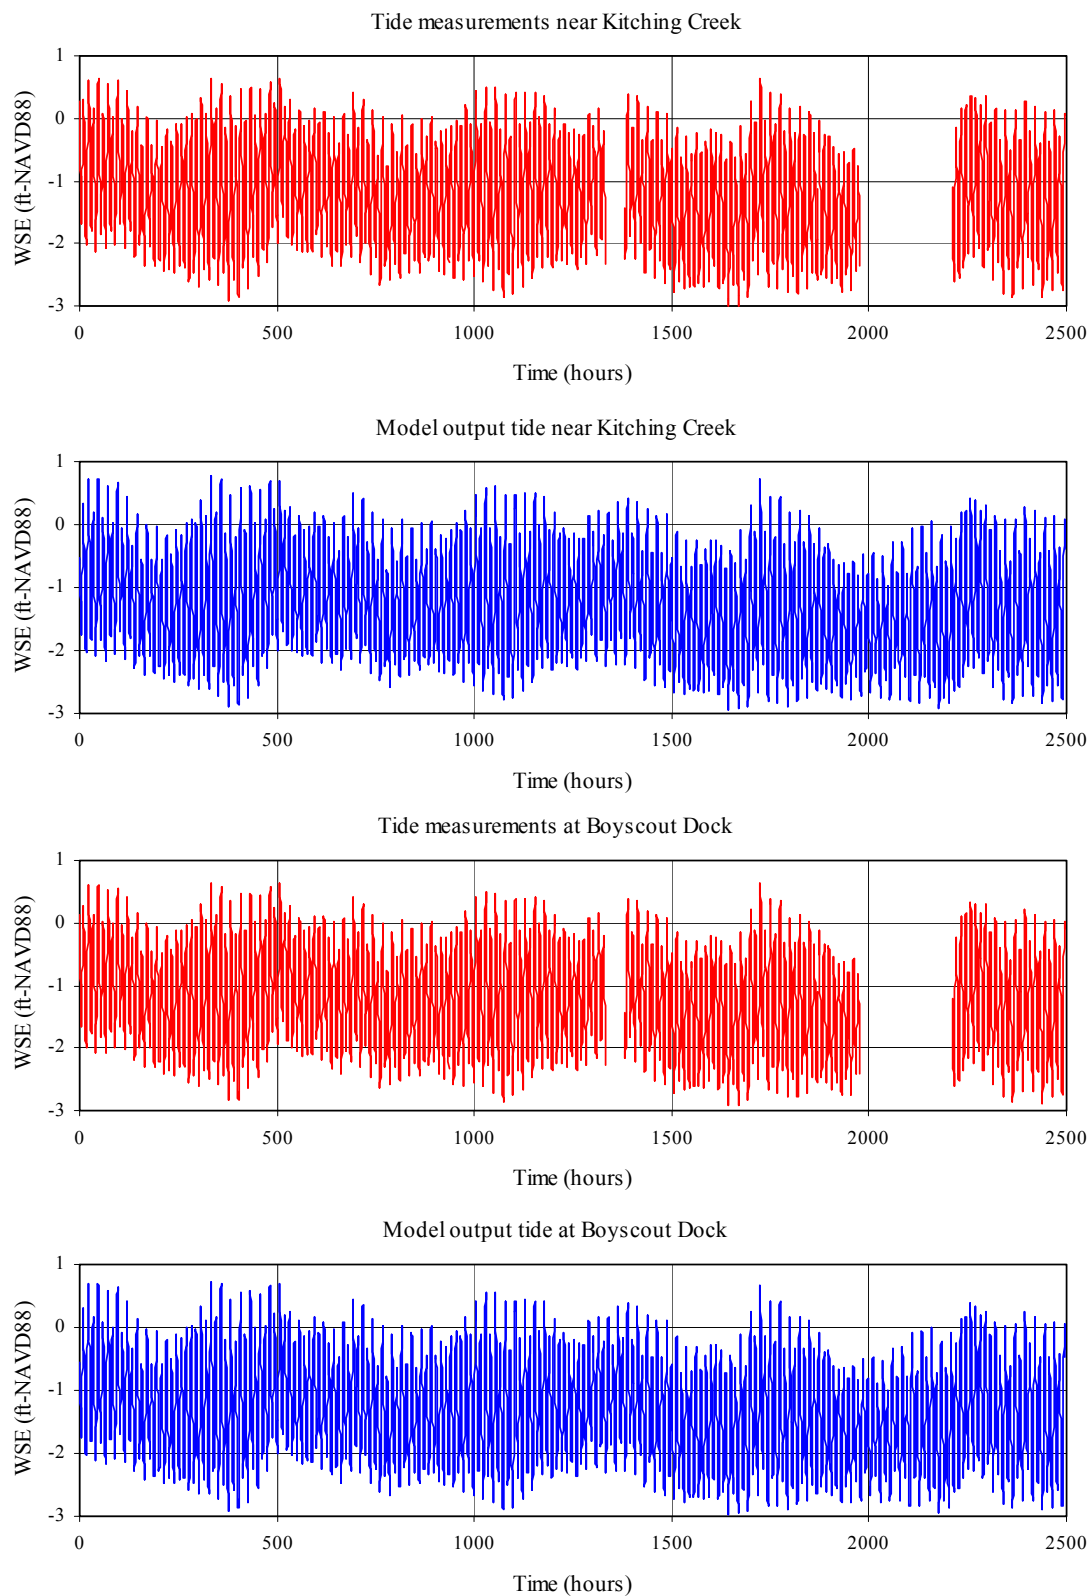 Tide measurements near Kitching Creek
1
0
-1
-2
-3
WSE (ft-NAVD88)
0 500 1000 1500 2000 2500
Time (hours)
Model output tide near Kitching Creek
1
0
-1
-2
-3
WSE (ft-NAVD88)
0 500 1000 1500 2000 2500
Time (hours)
Tide measurements at Boyscout Dock
1
0
-1
-2
-3
WSE (ft-NAVD88)
0 500 1000 1500 2000 2500
Time (hours)
Model output tide at Boyscout Dock
1
0
-1
-2
-3
WSE (ft-NAVD88)
0 500 1000 1500 2000 2500
Time (hours)